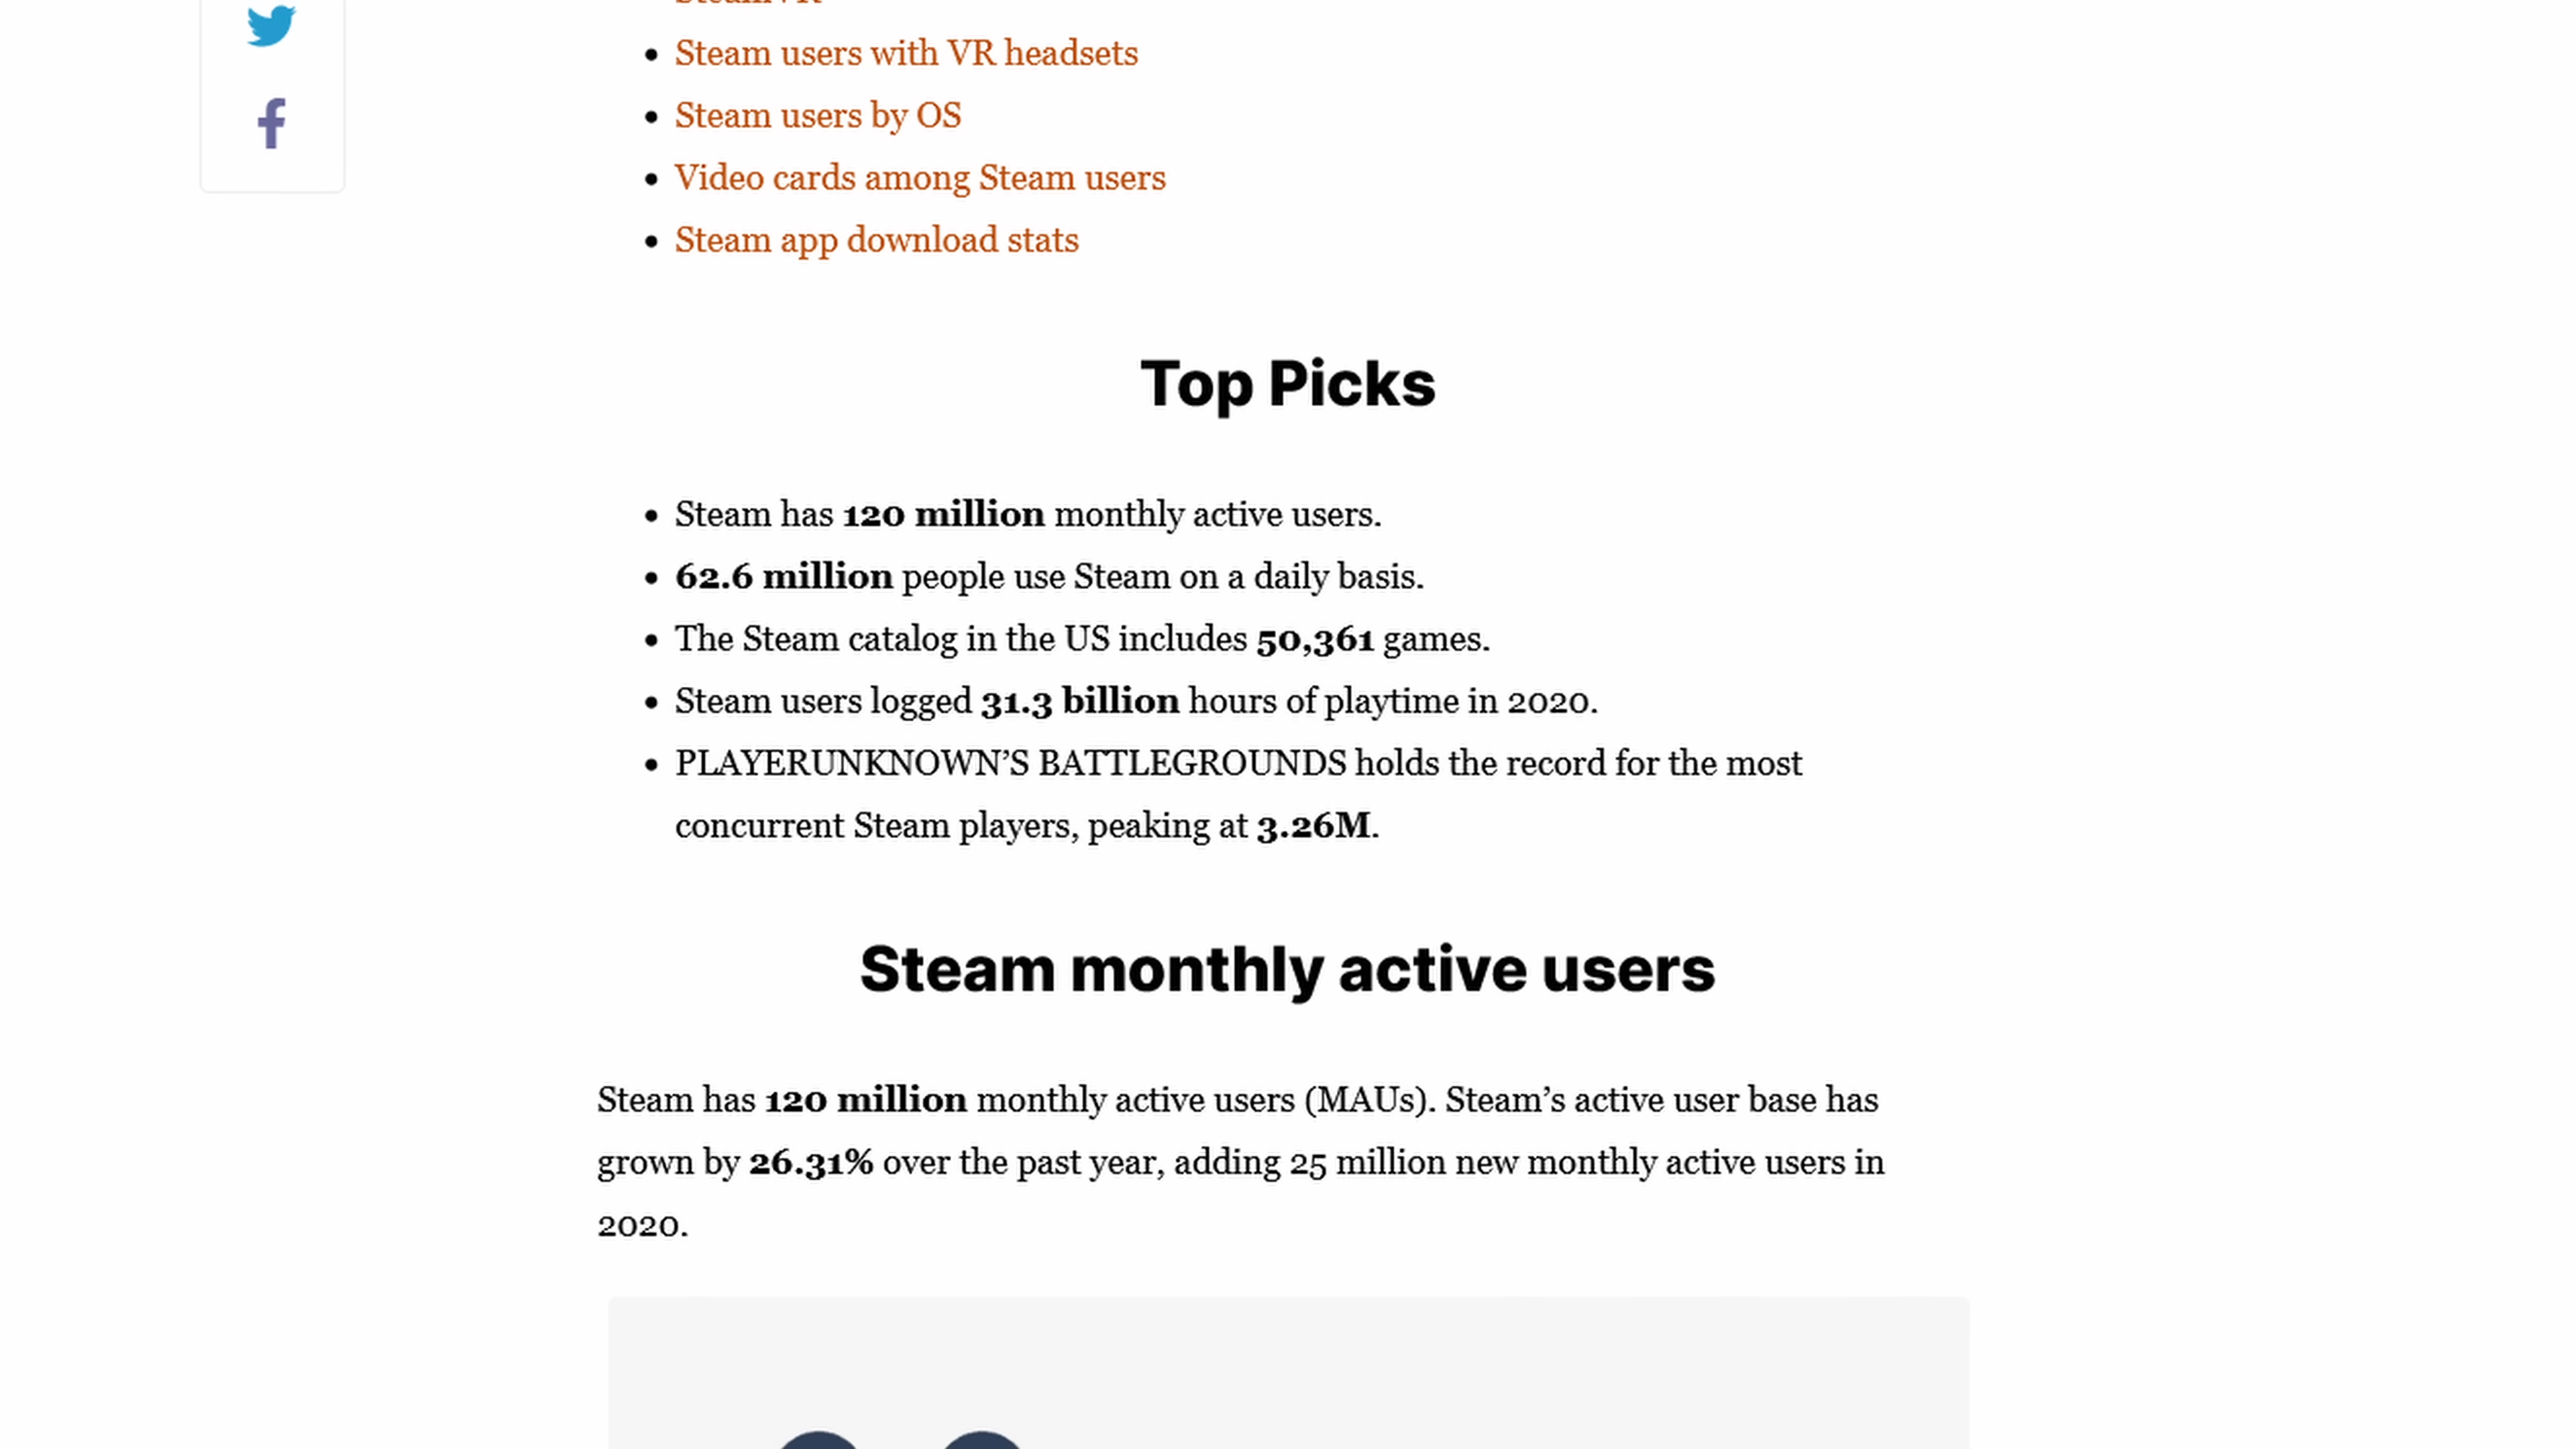 Steam users with VR headsets
Steam users by OS
Video cards among Steam users
Steam app download stats
Top Picks
Steam has 120 million monthly active users.
62.6 million people use Steam on a daily basis.
The Steam catalog in the US includes 50,361 games.
Steam users logged 31.3 billion hours of playtime in 2020.
PLAYERUNKNOWN’S BATTLEGROUNDS holds the record for the most
concurrent Steam players, peaking at 3.26M.
Steam monthly active users
Steam has 120 million monthly active users (MAUs). Steam’s active user base has
grown by 26.31% over the past year, adding 25 million new monthly active users in
2020.